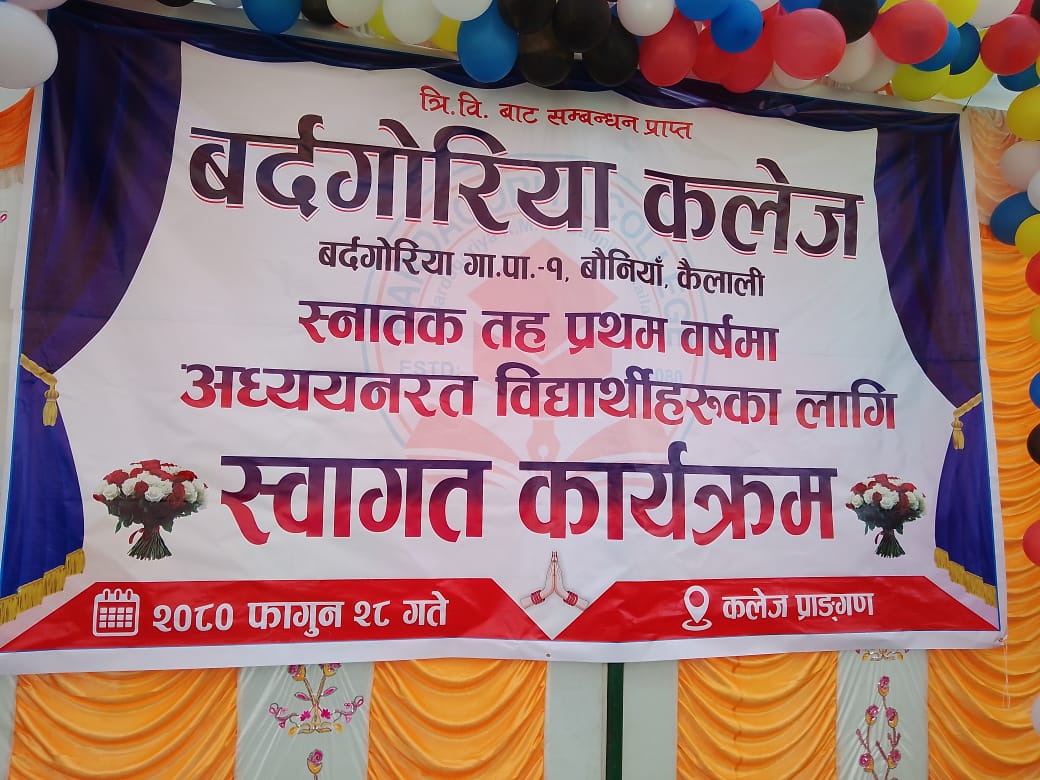 त्रि.वि. बाट सम्बन्धन प्राप्त
बर्दगोरिया कलेज
बर्दगोरिया गा.पा.-१, बौनियाँ, कैलाली
स्नातक तह प्रथम वर्षमा
अध्ययनरत विद्यार्थीहरूका लागि
स्वागत कार्यक्रम
२०८० फागुन २८ गते
कलेज प्राङ्गण